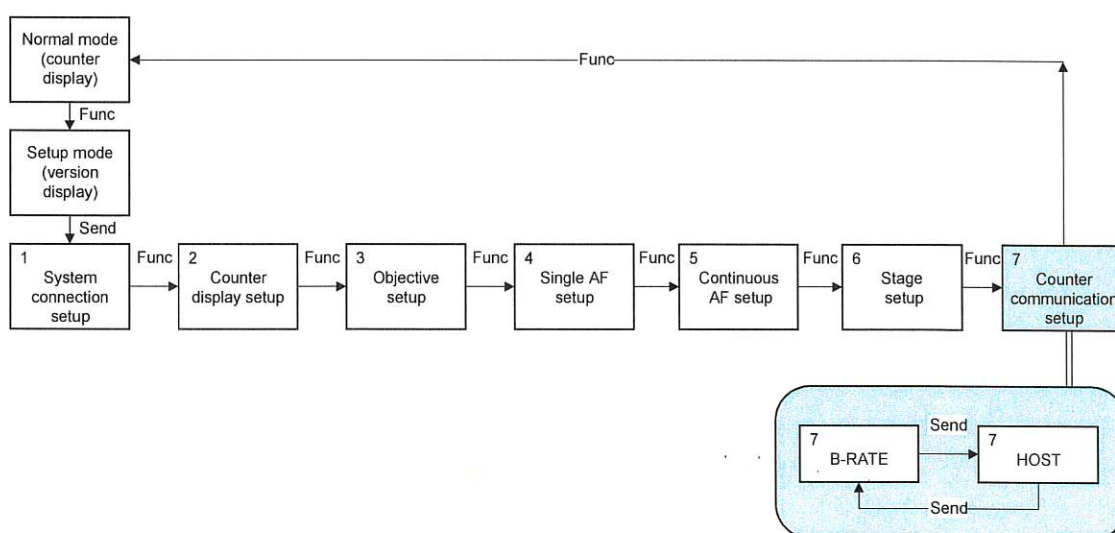 Normal mode
(counter
display)
Func
Func
Setup mode
(version
display)
Send
1
System
connection
setup
Func
2
Counter
display setup
Func
3
Objective
setup
Func
4
Single AF
setup
Func
5
Continuous
AF setup
Func
6
Stage
setup
Func
7
Counter
communication
setup
7
B-RATE
Send
7
HOST
Send